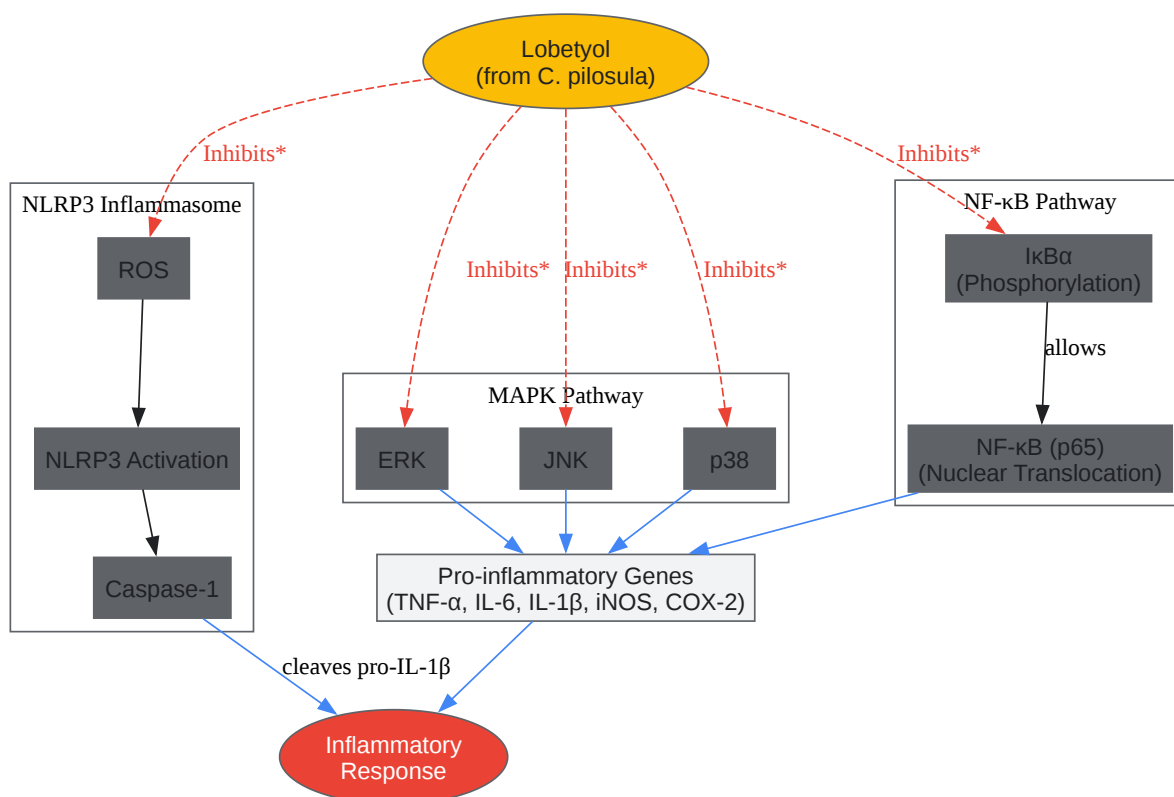 Lobetyol
(from C. pilosula)
Inhibits*
Inhibits*
NLRP3 Inflammasome
NF-κB Pathway
ROS
IκBα
(Phosphorylation)
Inhibits*
Inhibits*
Inhibits*
allows
MAPK Pathway
NLRP3 Activation
ERK
JNK
p38
NF-κB (p65)
(Nuclear Translocation)
Caspase-1
Pro-inflammatory Genes
(TNF-α, IL-6, IL-1β, iNOS, COX-2)
cleaves pro-IL-1β
Inflammatory
Response